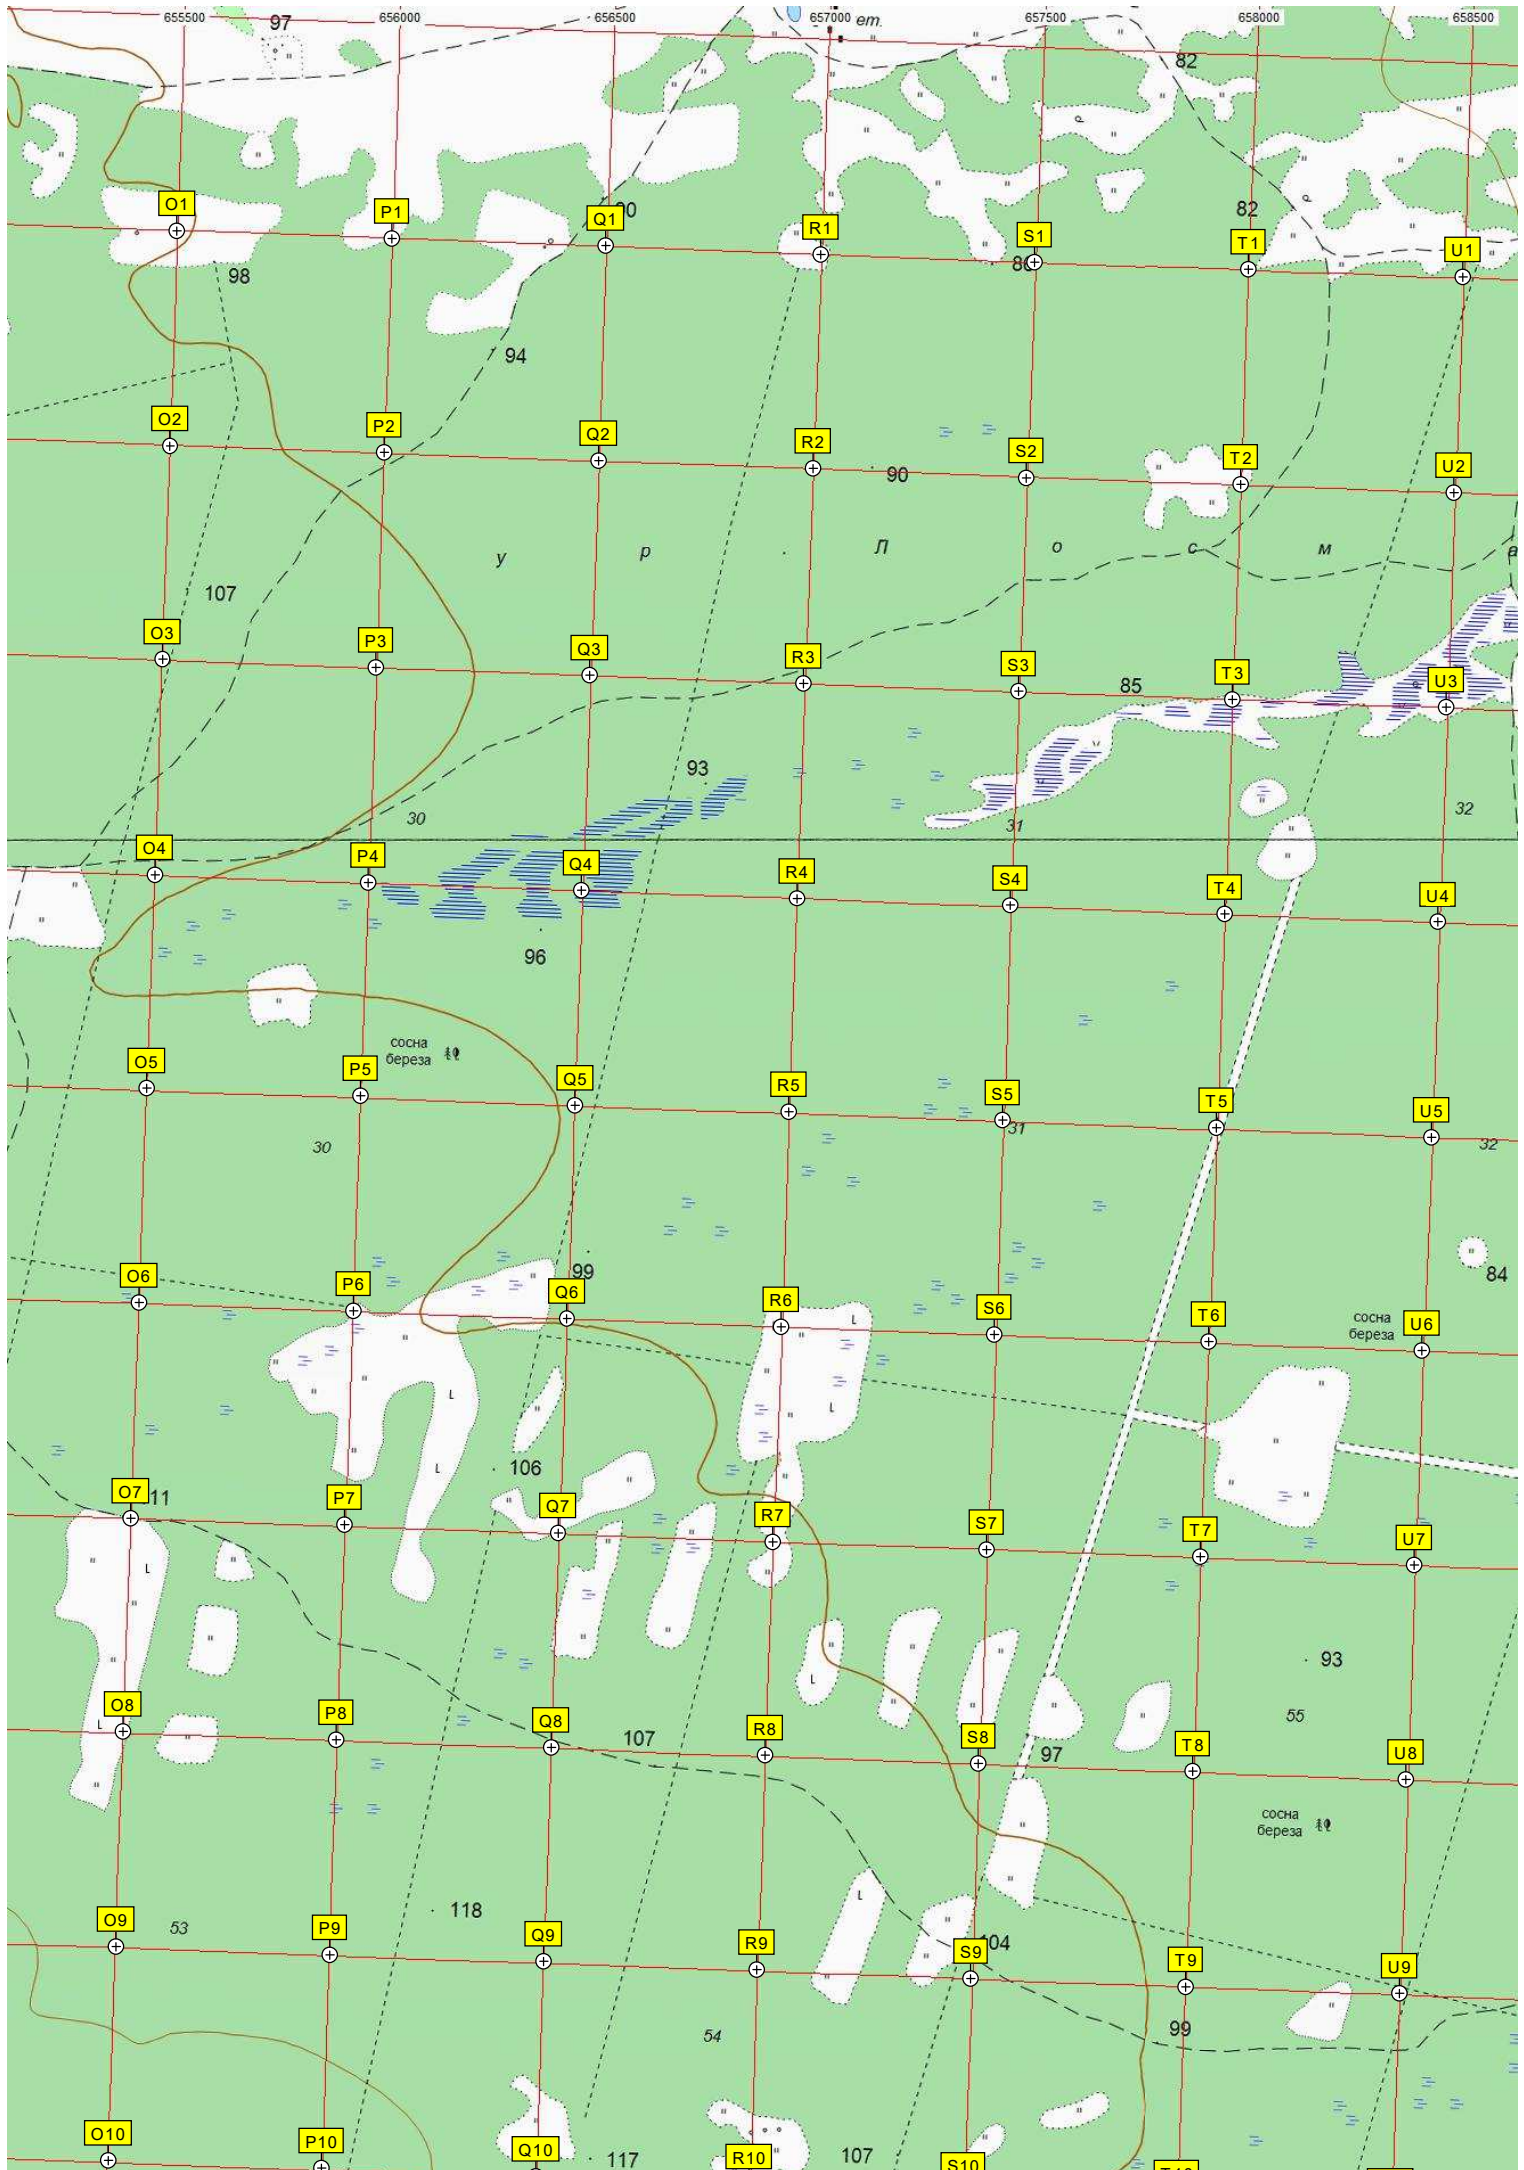 655500 656000 656500 657000 657500 658000 658500
97 ет.
82
O1 P1 Q1 90 R1 S1 82 T1 U1
98 86
94
O2 P2 Q2 R2 90 S2 T2 U2
у р Л о с м а
107
O3 P3 Q3 R3 S3 85 T3 U3
93
30 31 32
O4 P4 Q4 R4 S4 T4 U4
96
сосна
береза
O5 P5 Q5 R5 S5 T5 U5
30 31 32
99 84
O6 P6 Q6 R6 S6 T6 U6
сосна
береза
106
O7 11 P7 Q7 R7 S7 T7 U7
93
55
O8 P8 Q8 107 R8 S8 97 T8 U8
сосна
береза
118
O9 53 P9 Q9 R9 S9 104 T9 U9
54 99
O10 P10 Q10 117 R10 107 S10